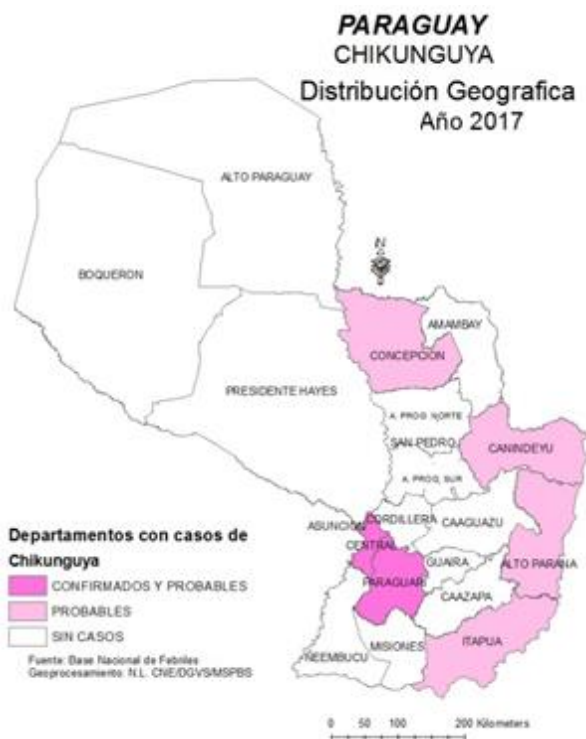 PARAGUAY
CHIKUNGUYA
Distribución Geografica
Año 2017
N
ALTO PARAGUAY
BOQUERON
AMAMBAY
CONCEPCION
PRESIDENTE HAYES
A. PROG. NORTE
SAN PEDRO
CANINDEYU
A. PROG. SUR
ASUNCION
CORDILLERA
CAAGUAZU
CENTRAL
GUAIRA
ALTO PARANA
PARAGUARI
CAAZAPA
MISIONES
ITAPUA
ÑEEMBUCU
Departamentos con casos de
Chikunguya
CONFIRMADOS Y PROBABLES
PROBABLES
SIN CASOS
Fuente: Base Nacional de Febriles
Geoprocesamiento: N.L. CNE/DGVS/MSPBS
0 50 100 200 Kilometers